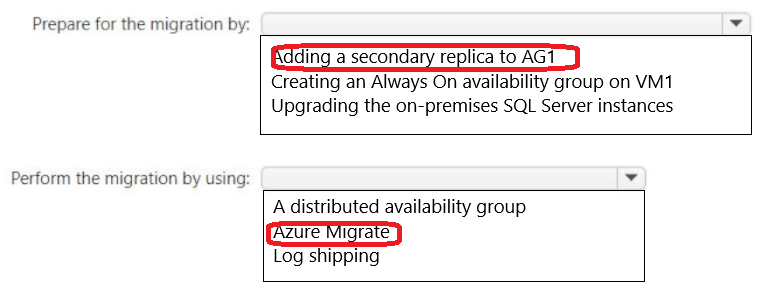 Prepare for the migration by:
Adding a secondary replica to AG1
Creating an Always On availability group on VM1
Upgrading the on-premises SQL Server instances
Perform the migration by using:
A distributed availability group
Azure Migrate
Log shipping